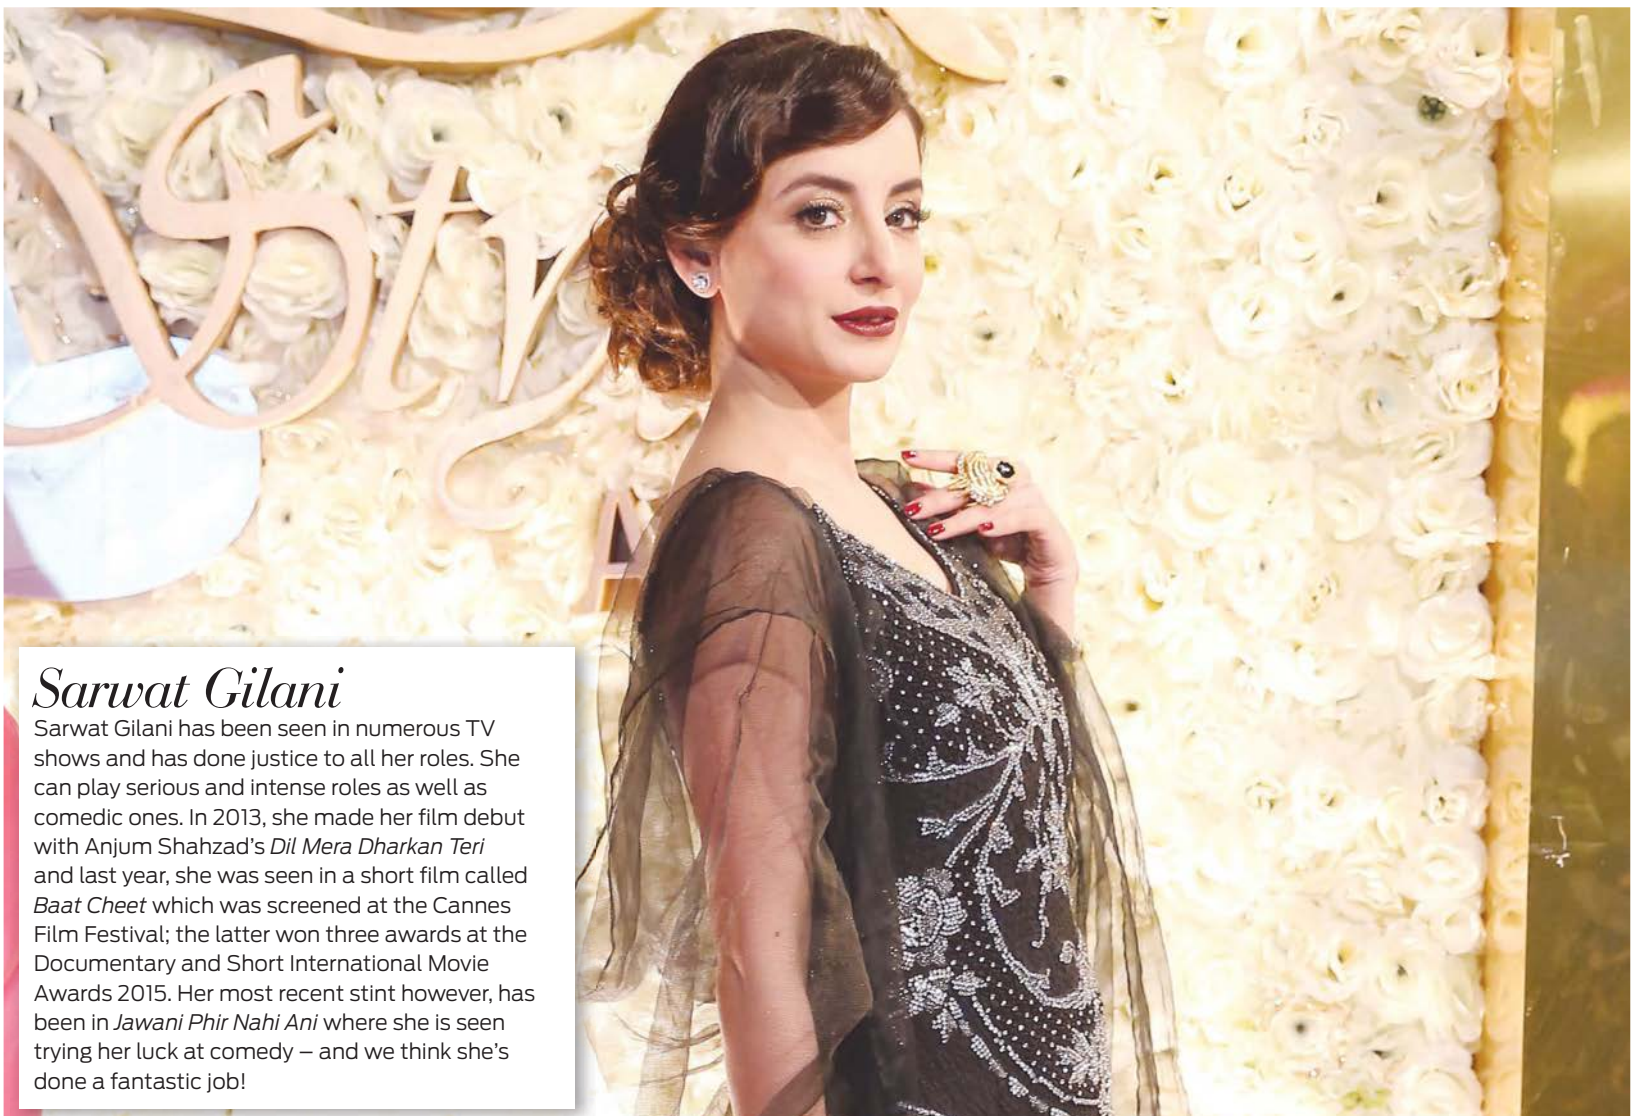 Sty
A
Sarwat Gilani
Sarwat Gilani has been seen in numerous TV
shows and has done justice to all her roles. She
can play serious and intense roles as well as
comedic ones. In 2013, she made her film debut
with Anjum Shahzad’s Dil Mera Dharkan Teri
and last year, she was seen in a short film called
Baat Cheet which was screened at the Cannes
Film Festival; the latter won three awards at the
Documentary and Short International Movie
Awards 2015. Her most recent stint however, has
been in Jawani Phir Nahi Ani where she is seen
trying her luck at comedy – and we think she’s
done a fantastic job!